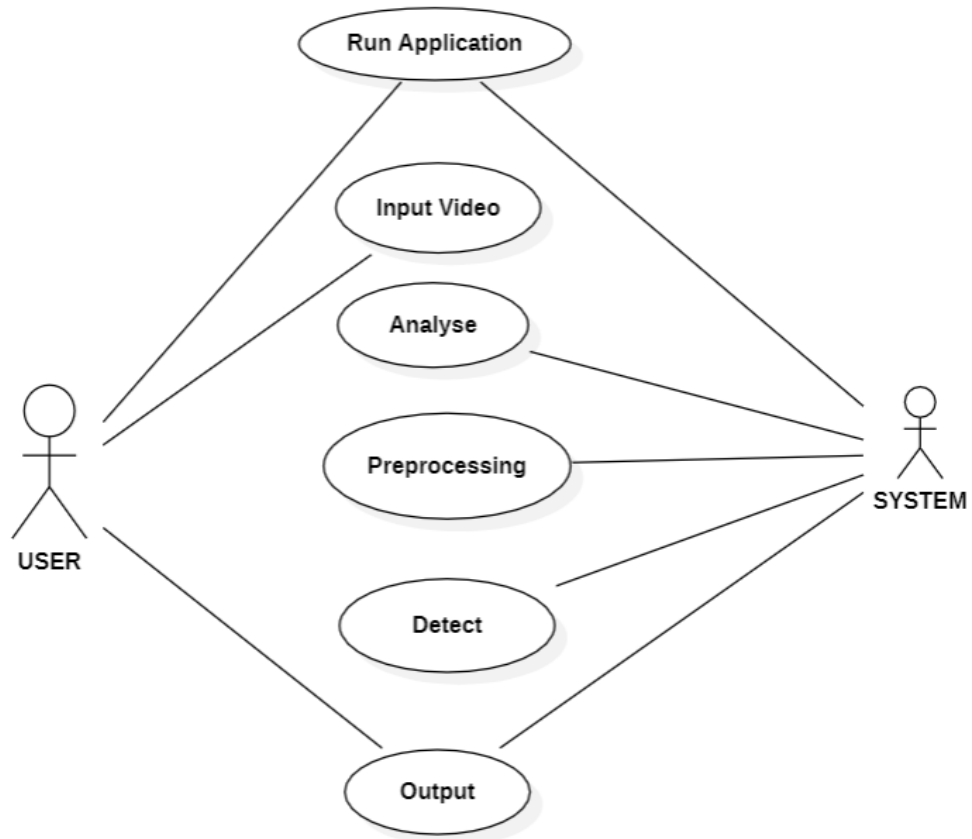 Run Application
Input Video
Analyse
Preprocessing
SYSTEM
USER
Detect
Output